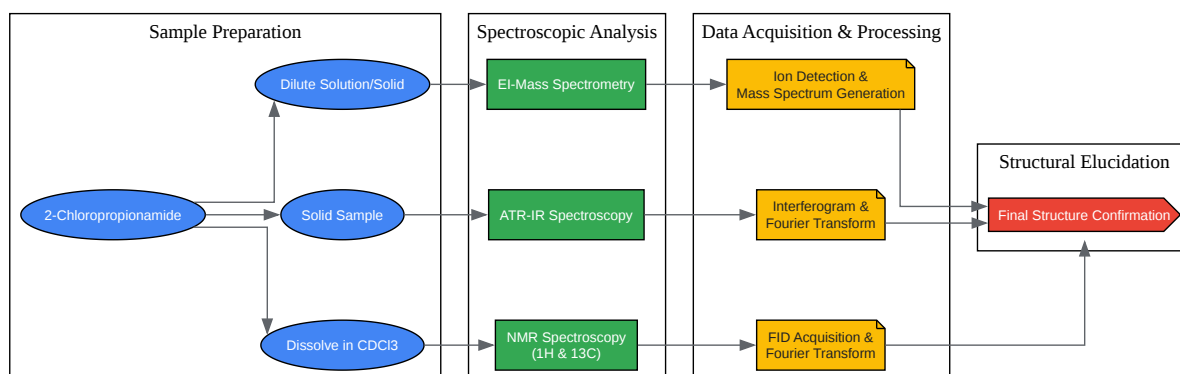 Sample Preparation
Spectroscopic Analysis
Data Acquisition & Processing
Structural Elucidation
Dilute Solution/Solid
EI-Mass Spectrometry
Ion Detection &
Mass Spectrum Generation
2-Chloropropionamide
Solid Sample
ATR-IR Spectroscopy
Interferogram &
Fourier Transform
Final Structure Confirmation
Dissolve in CDCl3
NMR Spectroscopy
(1H & 13C)
FID Acquisition &
Fourier Transform